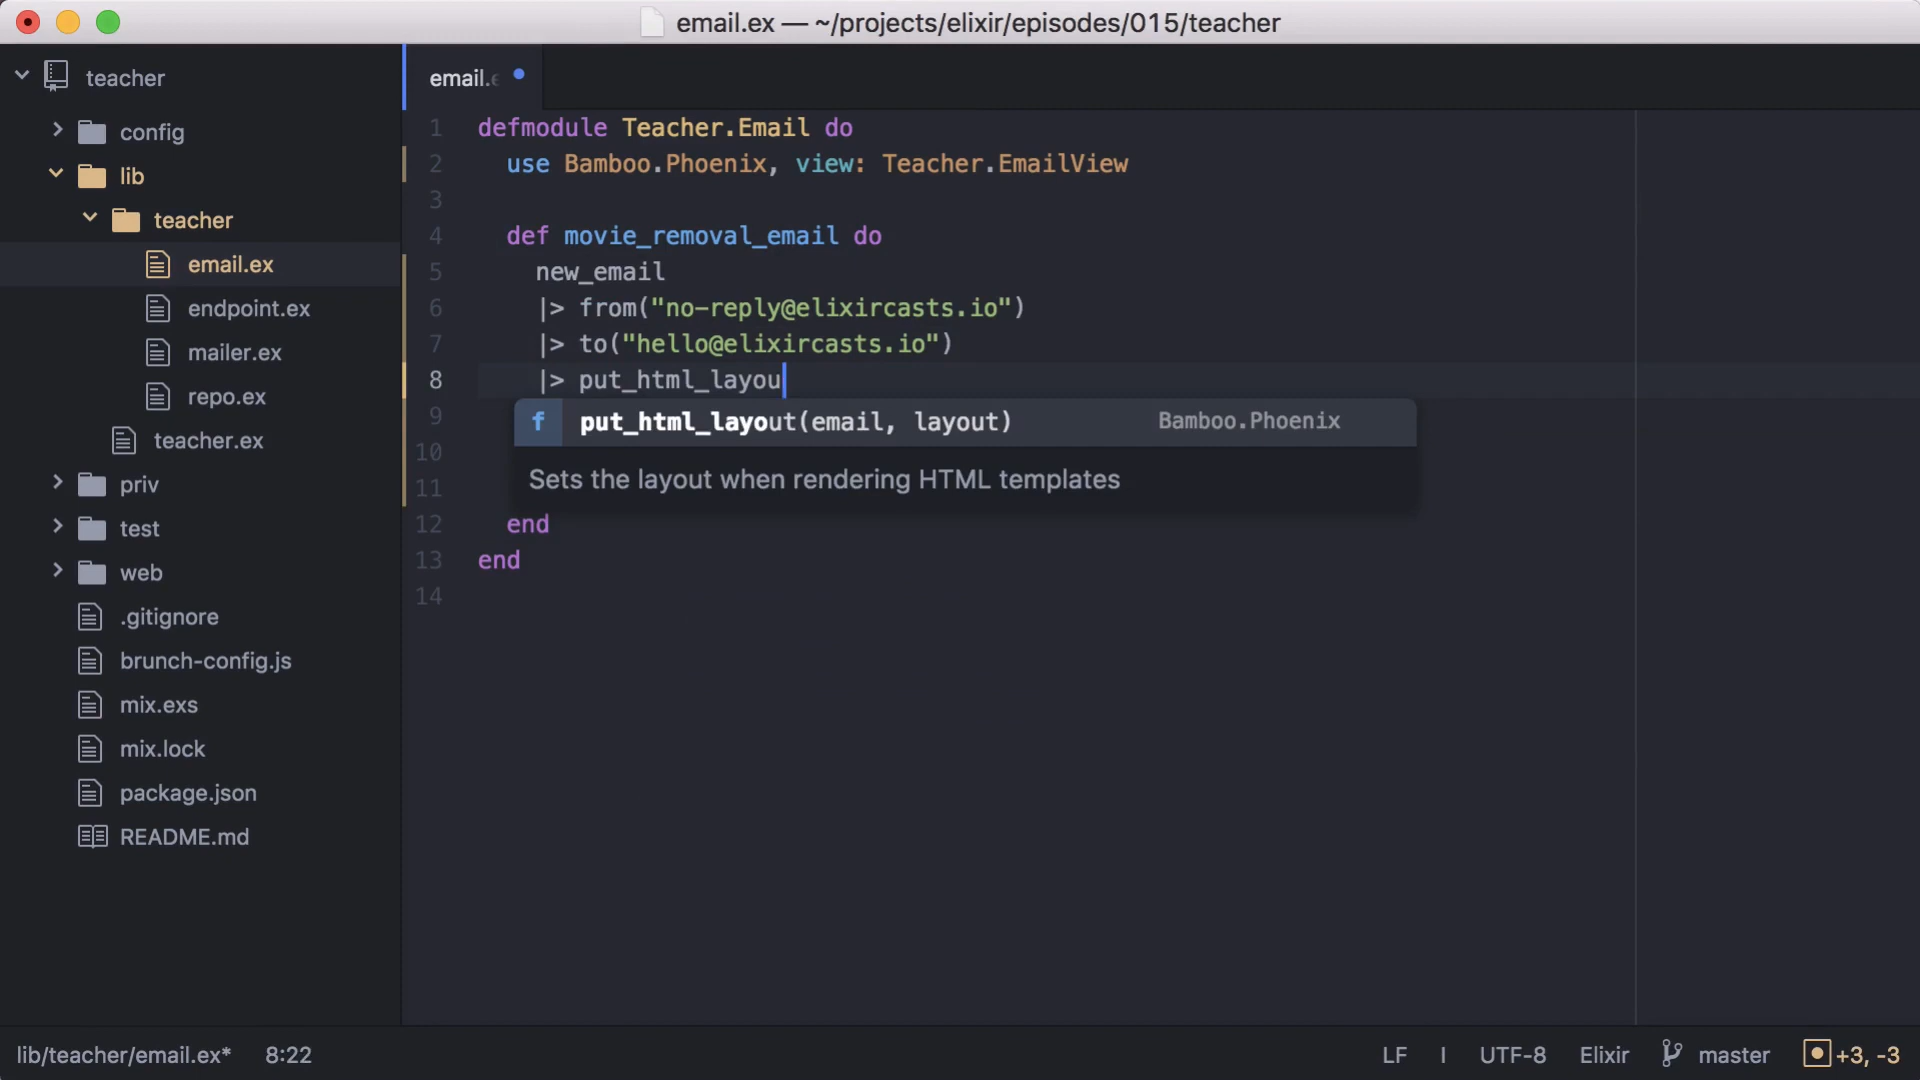 email.ex — ~/projects/elixir/episodes/015/teacher
teacher
config
lib
teacher
email.ex
endpoint.ex
mailer.ex
repo.ex
teacher.ex
priv
test
web
.gitignore
brunch-config.js
mix.exs
mix.lock
package.json
README.md
email.e
1 defmodule Teacher.Email do
2 use Bamboo.Phoenix, view: Teacher.EmailView
3
4 def movie_removal_email do
5 new_email
6 |> from("no-reply@elixircasts.io")
7 |> to("hello@elixircasts.io")
8 |> put_html_layou
9 f put_html_layout(email, layout) Bamboo.Phoenix
10
Sets the layout when rendering HTML templates
11
12 end
13 end
14
lib/teacher/email.ex* 8:22 LF I UTF-8 Elixir master +3, -3